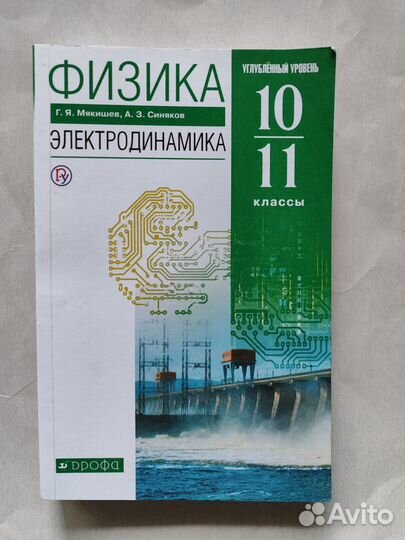 УГЛУБЛЁННЫЙ УРОВЕНЬ
ФИЗИКА
Г. Я. Мякишев, А. З. Синяков
ЭЛЕКТРОДИНАМИКА
10
11
классы
ДРОФА
Avito